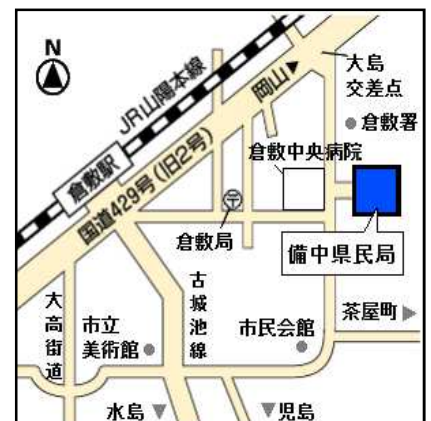 N
JR山陽本線
岡山▶
大島
交差点
倉敷署
倉敷中央病院
倉敷駅
国道429号(旧2号)
〒
倉敷局
備中県民局
大高街道
市立
美術館
古城池線
市民会館
茶屋町▶
水島▼
▼児島